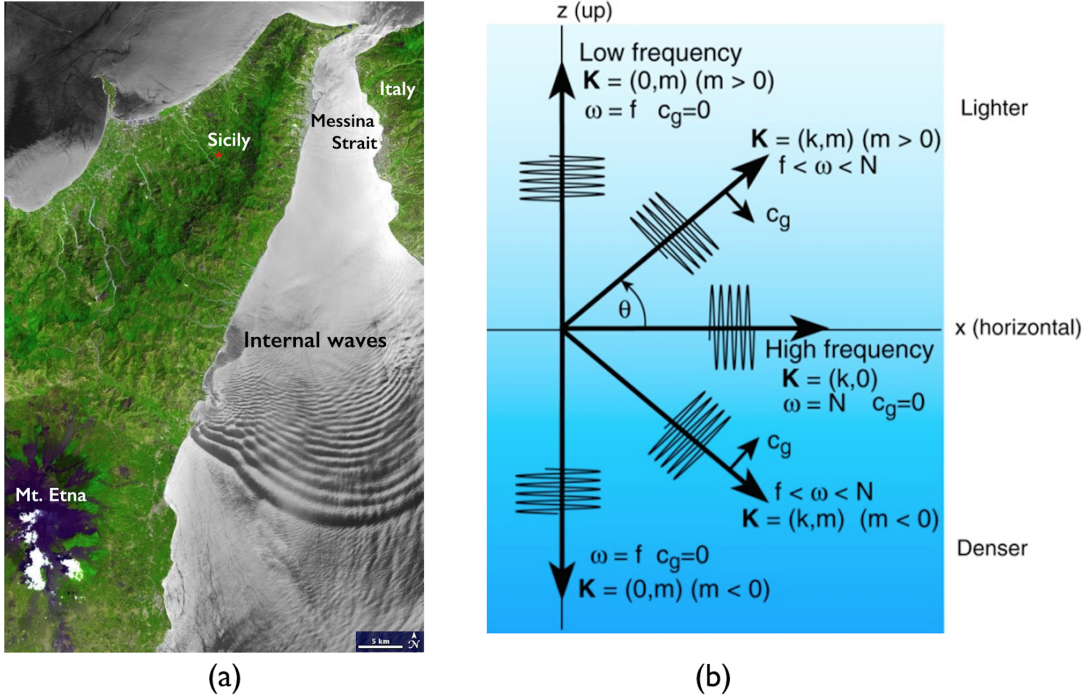 Italy
Messina
Strait
Sicily
Internal waves
Mt. Etna
5 km
N
(a)
z (up)
Low frequency
K = (0,m) (m > 0)
ω = f c_g=0
Lighter
K = (k,m) (m > 0)
f < ω < N
c_g
θ
x (horizontal)
High frequency
K = (k,0)
ω = N c_g=0
c_g
f < ω < N
K = (k,m) (m < 0)
Denser
ω = f c_g=0
K = (0,m) (m < 0)
(b)